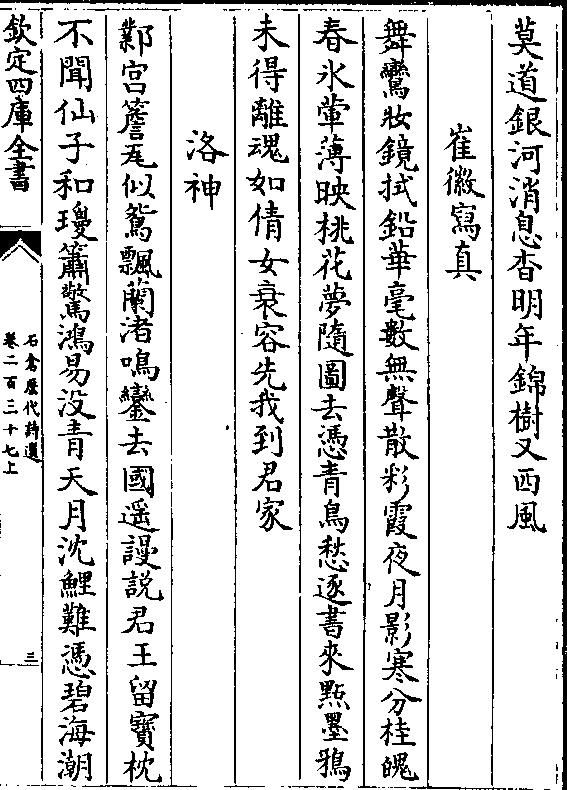 莫道銀河消息杳明年錦樹又西風
崔徽寫真
舞鸞妝鏡拭鉛華毫數無聲散彩霞夜月影寒分桂魄
春氷暈薄映桃花夢隨圖去憑青鳥愁逐書來㸃墨鴉
未得離魂如倩女衰容先我到君家
洛神
鄴宮簷瓦似鴛飄蘭渚鳴鑾去國遥謾説君王留寳枕
不聞仙子和瓊簫驚鴻易没青天月沈鯉難憑碧海潮
欽定四庫全書
石倉歴代詩選
卷二百三十七上
三